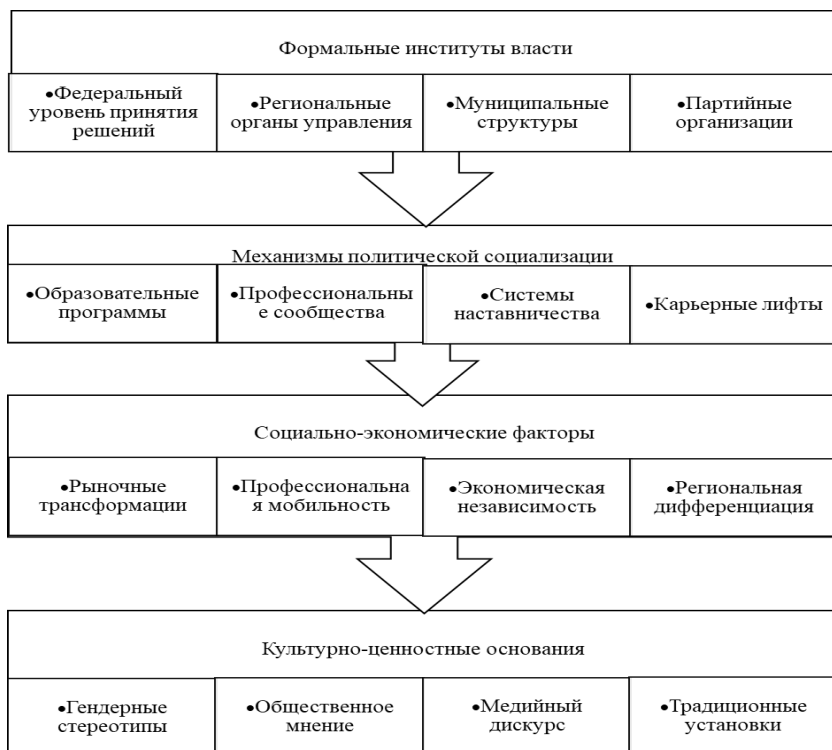 Формальные институты власти
•Федеральный
уровень принятия
решений
•Региональные
органы управления
•Муниципальные
структуры
•Партийные
организации
Механизмы политической социализации
•Образовательные
программы
•Профессиональны
е сообщества
•Системы
наставничества
•Карьерные лифты
Социально-экономические факторы
•Рыночные
трансформации
•Профессиональна
я мобильность
•Экономическая
независимость
•Региональная
дифференциация
Культурно-ценностные основания
•Гендерные
стереотипы
•Общественное
мнение
•Медийный
дискурс
•Традиционные
установки